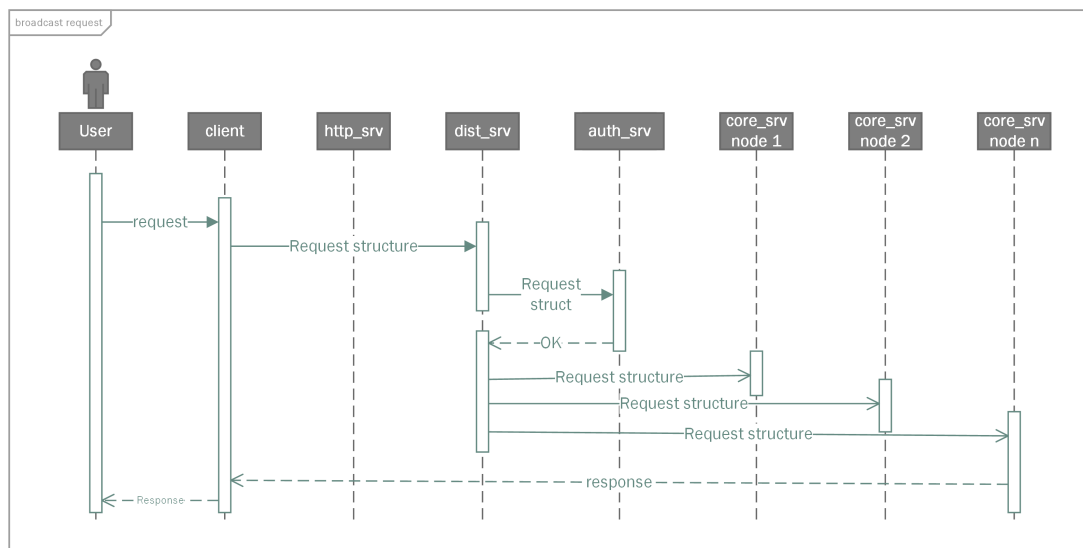 broadcast request
User
client
http_srv
dist_srv
auth_srv
core_srv
node 1
core_srv
node 2
core_srv
node n
request
Request structure
Request
struct
OK
Request structure
Request structure
Request structure
response
Response